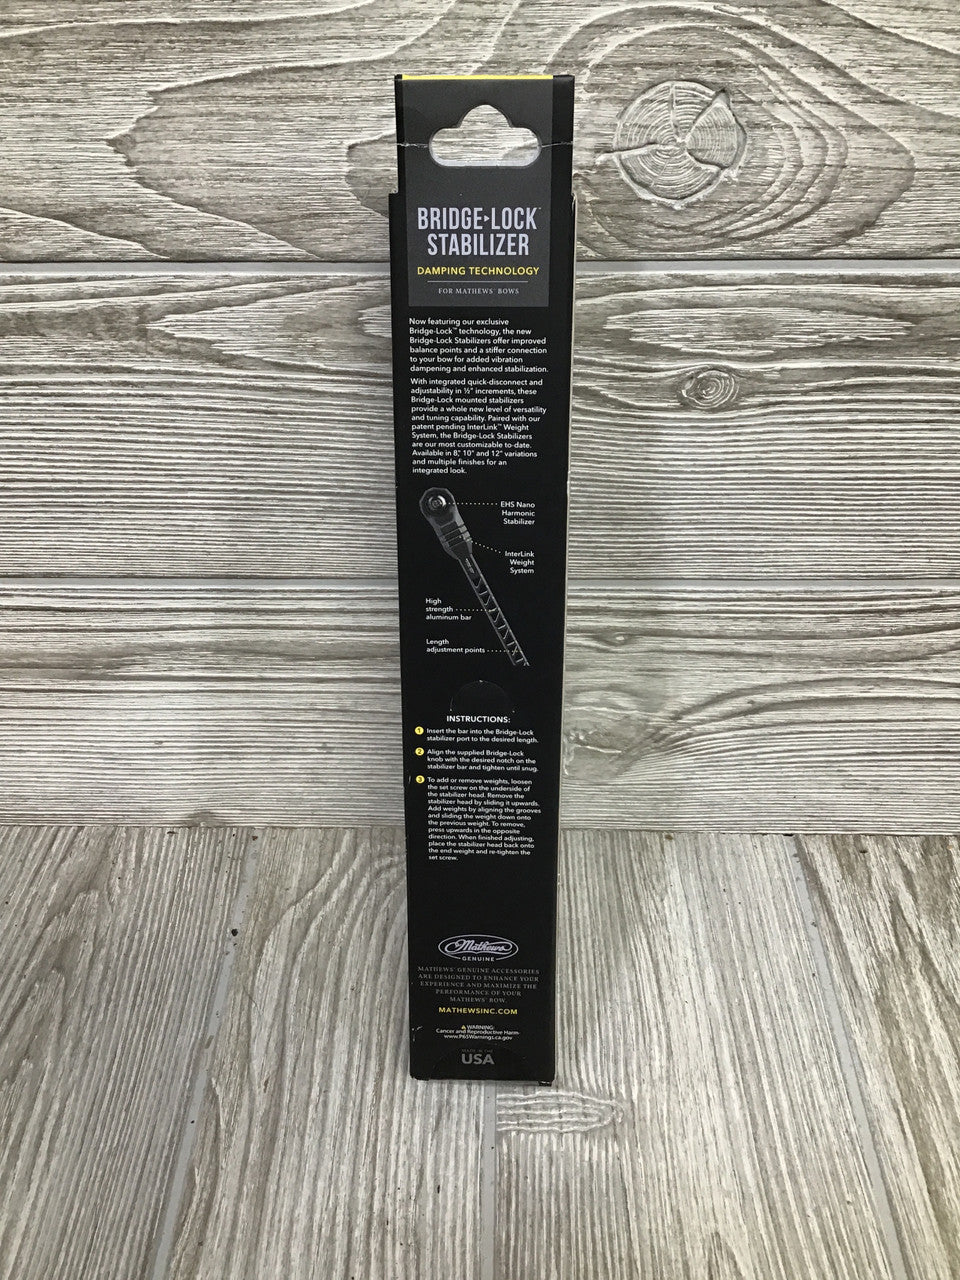 BRIDGE▸LOCK™
STABILIZER
DAMPING TECHNOLOGY
FOR MATHEWS® BOWS
Now featuring our exclusive
Bridge-Lock™ technology, the new
Bridge-Lock Stabilizers offer improved
balance points and a stiffer connection
to your bow for added vibration
dampening and enhanced stabilization.
With integrated quick-disconnect and
adjustability in ½" increments, these
Bridge-Lock mounted stabilizers
provide a whole new level of versatility
and tuning capability. Paired with our
patent pending InterLink™ Weight
System, the Bridge-Lock Stabilizers
are our most customizable to-date.
Available in 8", 10" and 12" variations
and multiple finishes for an
integrated look.
EHS Nano
Harmonic
Stabilizer
InterLink
Weight
System
High
strength
aluminum bar
Length
adjustment points
INSTRUCTIONS:
1 Insert the bar into the Bridge-Lock
stabilizer port to the desired length.
2 Align the supplied Bridge-Lock
knob with the desired notch on the
stabilizer bar and tighten until snug.
3 To add or remove weights, loosen
the set screw on the underside of
the stabilizer head. Remove the
stabilizer head by sliding it upwards.
Add weights by aligning the grooves
and sliding the weight down onto
the previous weight. To remove,
press upwards in the opposite
direction. When finished adjusting,
place the stabilizer head back onto
the end weight and re-tighten the
set screw.
Mathews
GENUINE
MATHEWS® GENUINE ACCESSORIES
ARE DESIGNED TO ENHANCE YOUR
EXPERIENCE AND MAXIMIZE THE
PERFORMANCE OF YOUR
MATHEWS® BOW.
MATHEWSINC.COM
⚠ WARNING:
Cancer and Reproductive Harm-
www.P65Warnings.ca.gov
MADE IN THE
USA